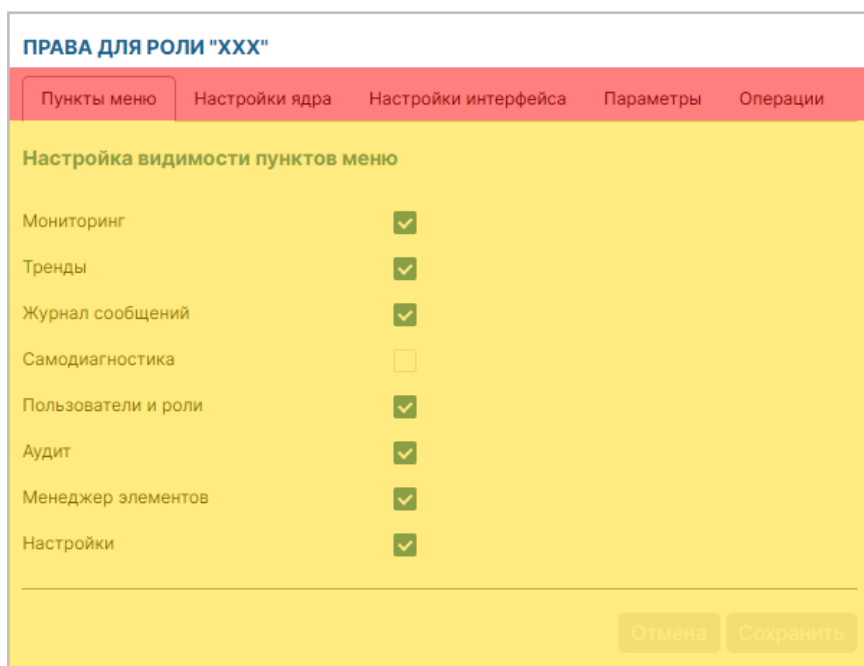 ПРАВА ДЛЯ РОЛИ "XXX"
Пункты меню Настройки ядра Настройки интерфейса Параметры Операции
Настройка видимости пунктов меню
Мониторинг
Тренды
Журнал сообщений
Самодиагностика
Пользователи и роли
Аудит
Менеджер элементов
Настройки
Отмена Сохранить